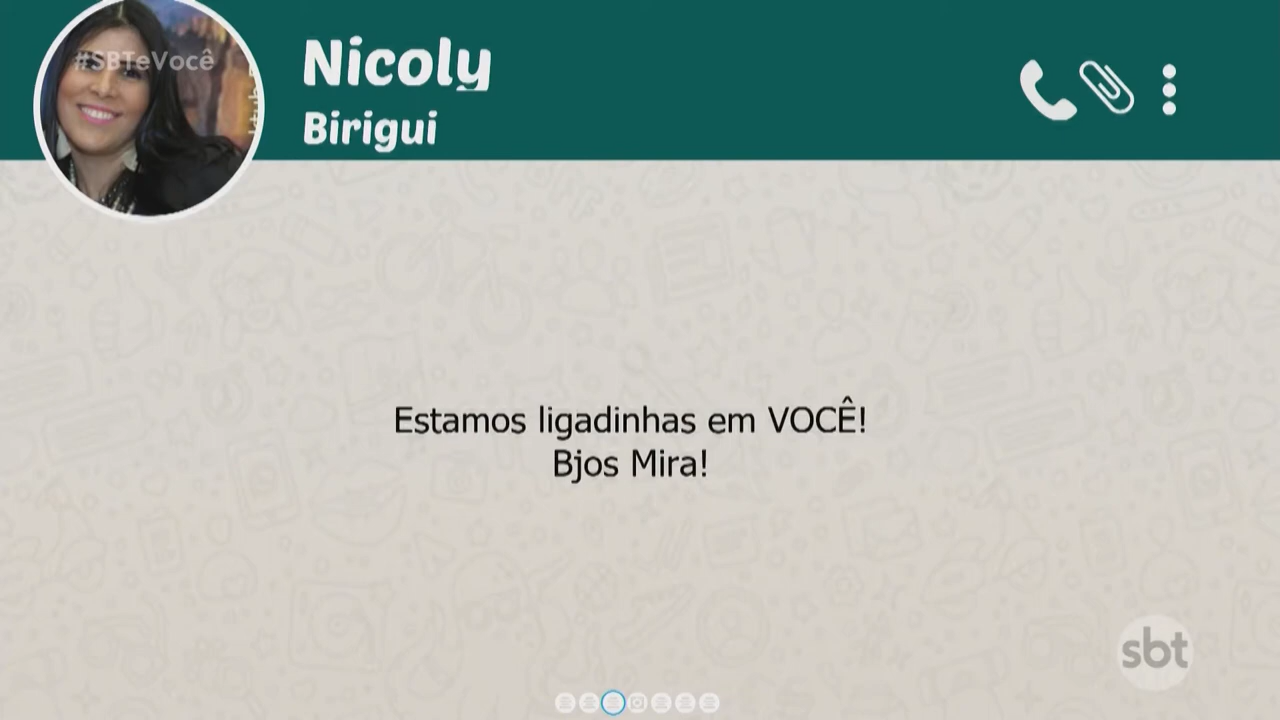 #SBTeVocê
Nicoly
Birigui
Estamos ligadinhas em VOCÊ!
Bjos Mira!
sbt